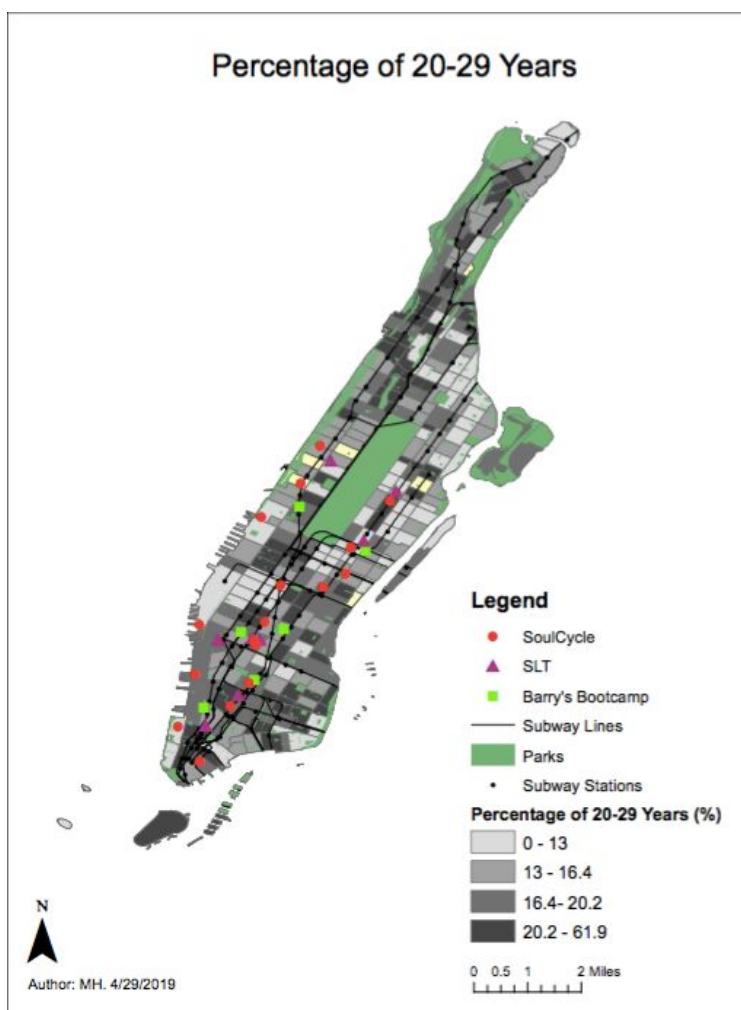 Percentage of 20-29 Years
Legend
SoulCycle
SLT
Barry's Bootcamp
Subway Lines
Parks
Subway Stations
Percentage of 20-29 Years (%)
0 - 13
13 - 16.4
16.4- 20.2
20.2 - 61.9
N
Author: MH. 4/29/2019
0 0.5 1 2 Miles